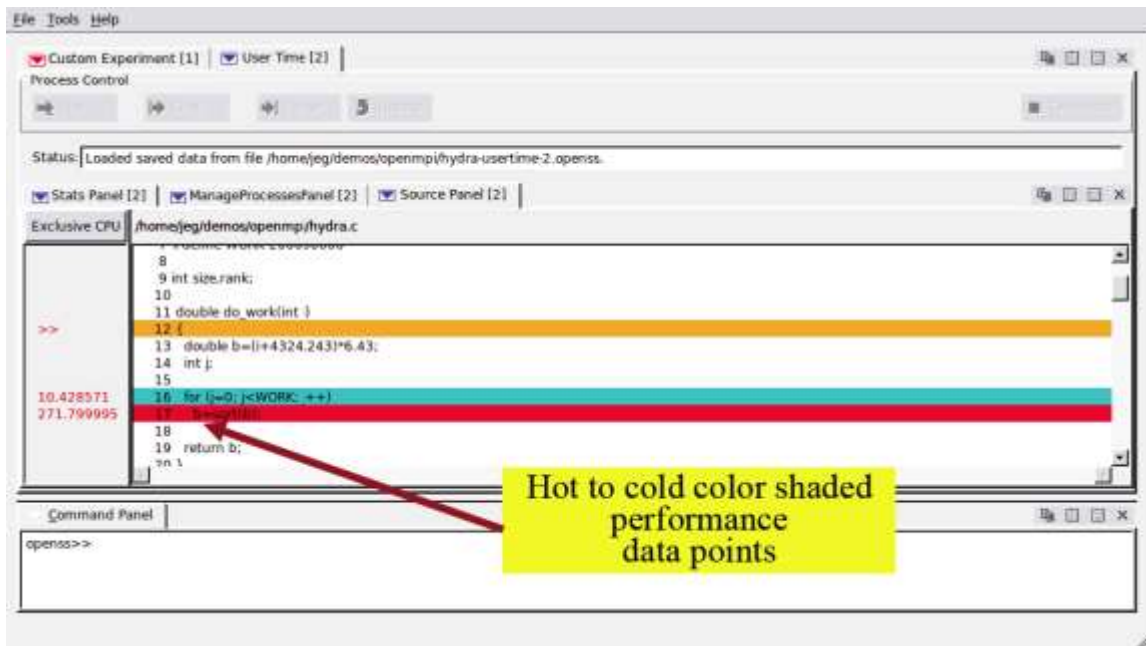 File Tools Help
Custom Experiment [1] User Time [2]
Process Control
Status: Loaded saved data from file /home/jeg/demos/openmpi/hydra-usertime-2.openss.
Stats Panel [2] ManageProcessesPanel [2] Source Panel [2]
Exclusive CPU /home/jeg/demos/openmp/hydra.c
8
9 int size,rank;
10
11 double do_work(int )
>> 12 {
13 double b=(i+4324.243)*6.43;
14 int j;
15
10.428571 16 for (j=0; j<WORK; ++)
271.799995 17
18
19 return b;
20 }
Hot to cold color shaded
performance
data points
Command Panel
openss>>